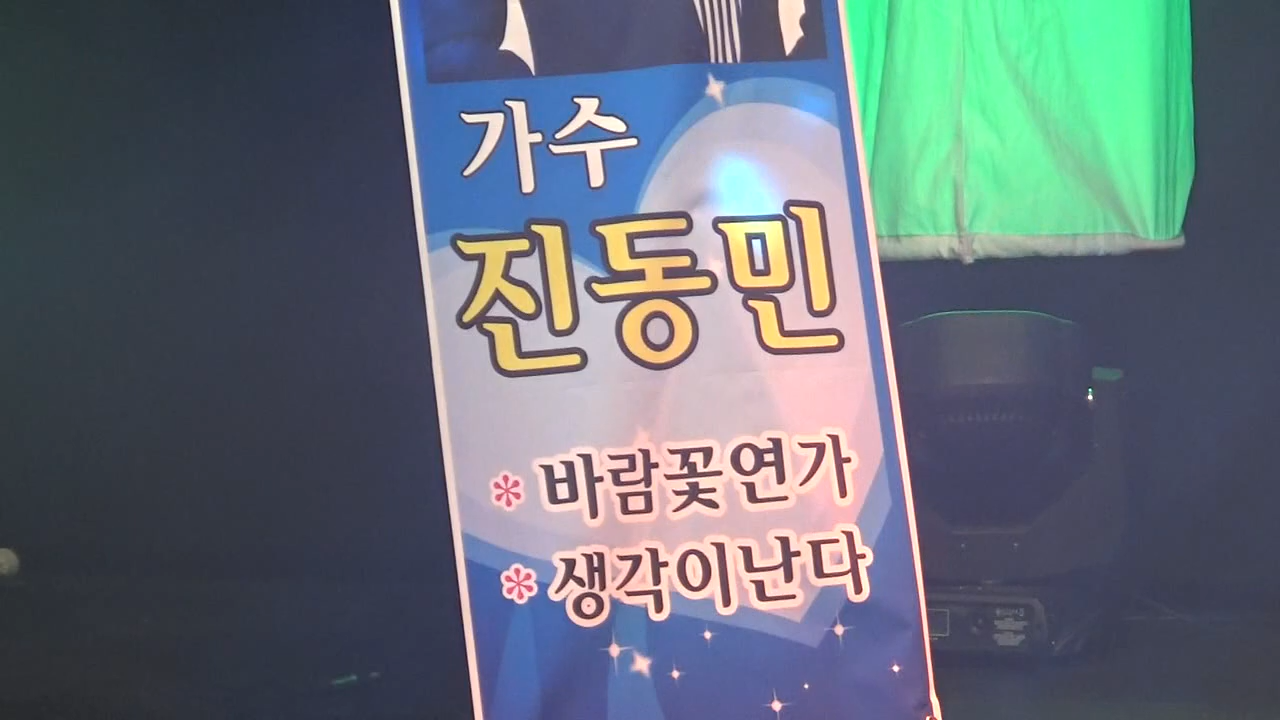 가수
진동민
* 바람꽃연가
* 생각이난다